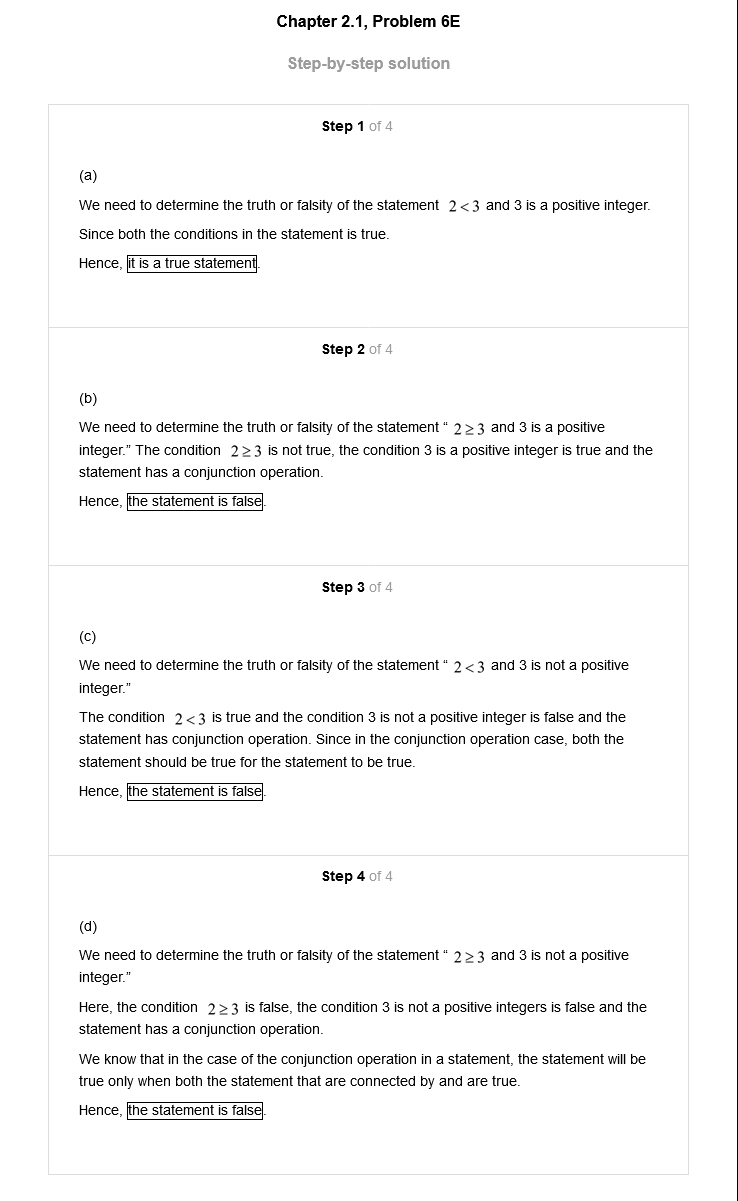 Chapter 2.1, Problem 6E
Step-by-step solution
Step 1 of 4
(a)
We need to determine the truth or falsity of the statement 2 < 3 and 3 is a positive integer.
Since both the conditions in the statement is true.
Hence, it is a true statement.
Step 2 of 4
(b)
We need to determine the truth or falsity of the statement “ 2 ≥ 3 and 3 is a positive
integer.” The condition 2 ≥ 3 is not true, the condition 3 is a positive integer is true and the
statement has a conjunction operation.
Hence, the statement is false.
Step 3 of 4
(c)
We need to determine the truth or falsity of the statement “ 2 < 3 and 3 is not a positive
integer.”
The condition 2 < 3 is true and the condition 3 is not a positive integer is false and the
statement has conjunction operation. Since in the conjunction operation case, both the
statement should be true for the statement to be true.
Hence, the statement is false.
Step 4 of 4
(d)
We need to determine the truth or falsity of the statement “ 2 ≥ 3 and 3 is not a positive
integer.”
Here, the condition 2 ≥ 3 is false, the condition 3 is not a positive integers is false and the
statement has a conjunction operation.
We know that in the case of the conjunction operation in a statement, the statement will be
true only when both the statement that are connected by and are true.
Hence, the statement is false.